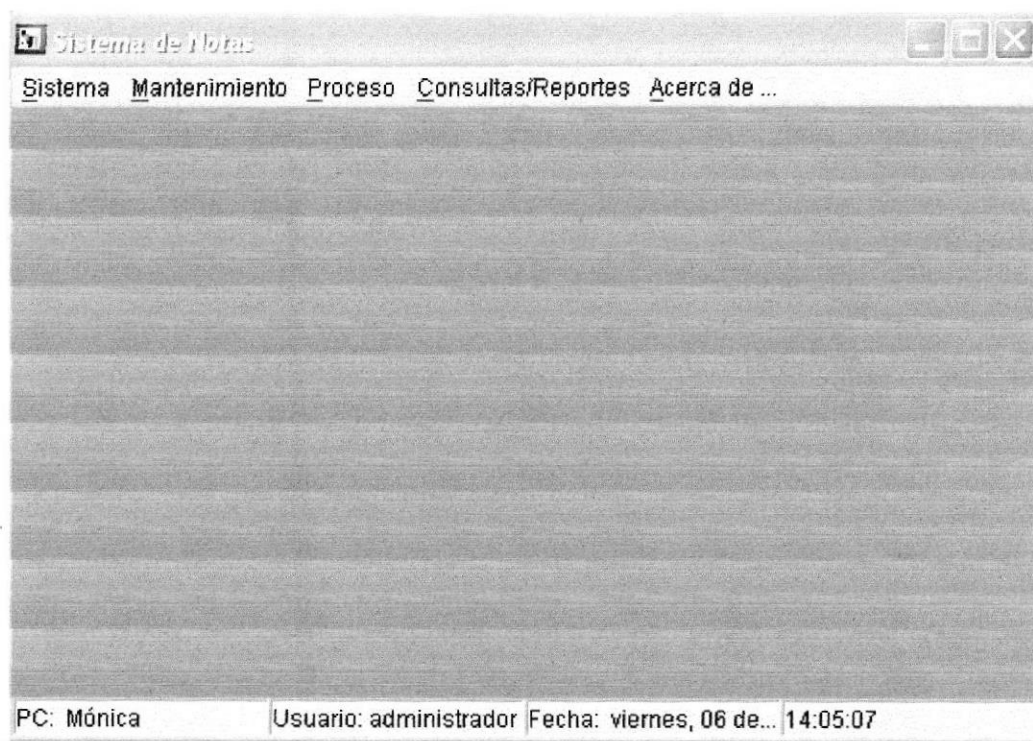 Sistema de Notas
Sistema Mantenimiento Proceso Consultas/Reportes Acerca de ...
PC: Mónica Usuario: administrador Fecha: viernes, 06 de... 14:05:07